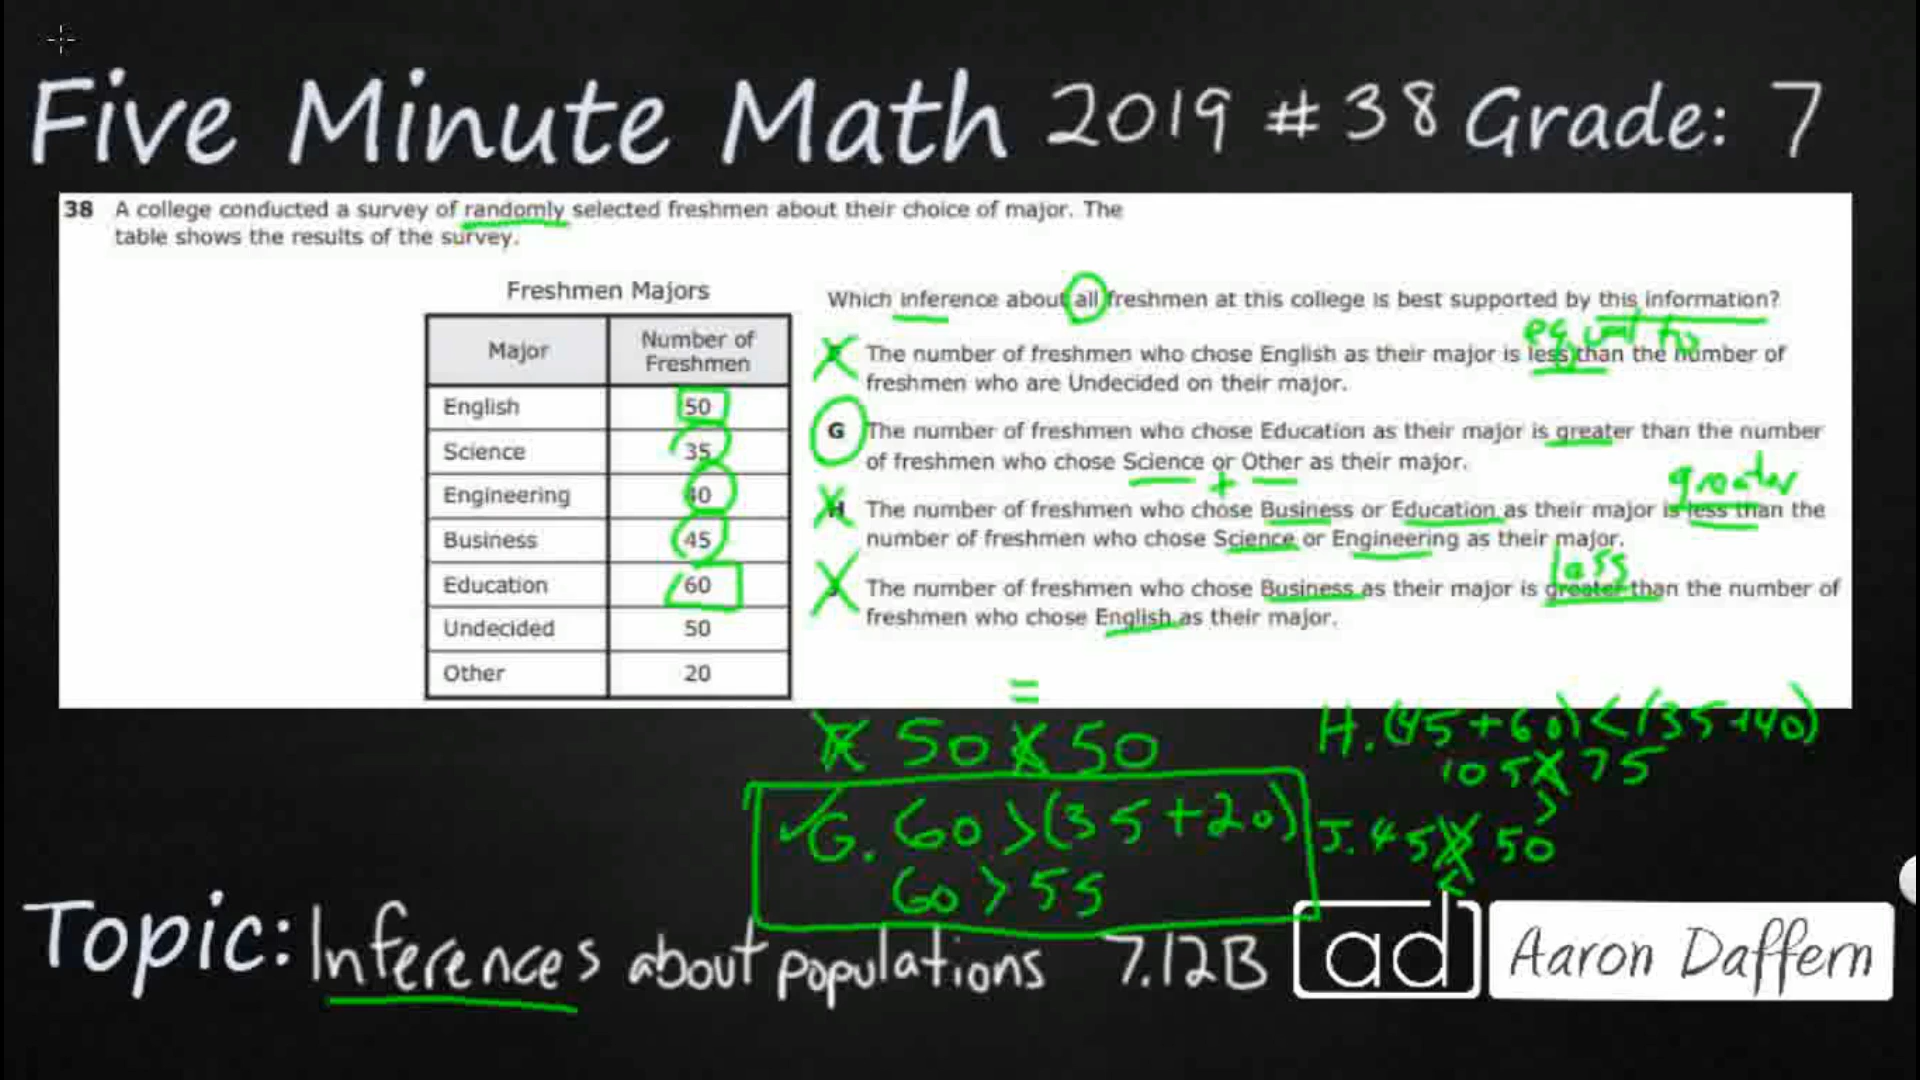 Five Minute Math 2019 # 38 Grade: 7
38 A college conducted a survey of randomly selected freshmen about their choice of major. The
table shows the results of the survey.
Freshmen Majors
Major Number of Freshmen
English 50
Science 35
Engineering 40
Business 45
Education 60
Undecided 50
Other 20
Which inference about all freshmen at this college is best supported by this information?
equal to
The number of freshmen who chose English as their major is less than the number of
freshmen who are Undecided on their major.
G The number of freshmen who chose Education as their major is greater than the number
of freshmen who chose Science or Other as their major.
+
greater
H The number of freshmen who chose Business or Education as their major is less than the
number of freshmen who chose Science or Engineering as their major.
less
J The number of freshmen who chose Business as their major is greater than the number of
freshmen who chose English as their major.
=
50 < 50
✓G. 60 > (35+20)
60 > 55
H. (45+60) < (35+40)
105 < 75
>
J. 45 > 50
<
Topic: Inferences about populations 7.12B
ad Aaron Daffern